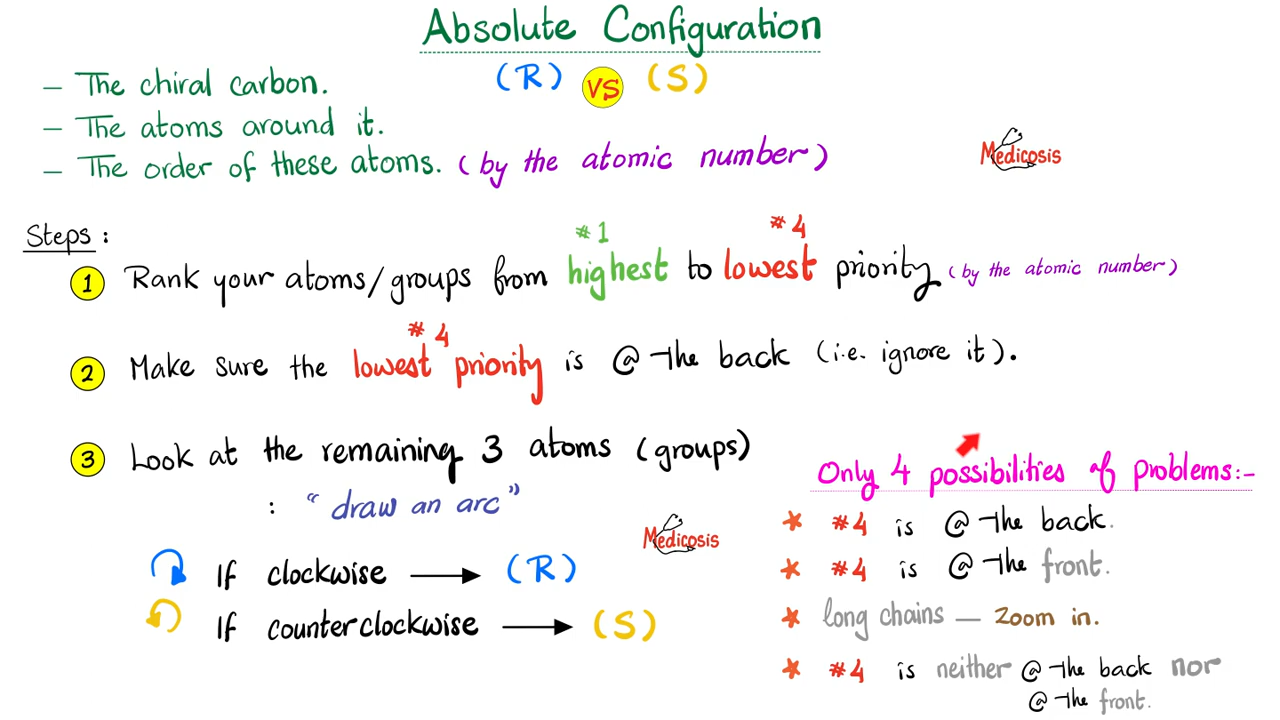 Absolute Configuration
(R) VS (S)
– The chiral carbon.
– The atoms around it.
– The order of these atoms. (by the atomic number)
Medicosis
Steps:
#1 #4
1 Rank your atoms/groups from highest to lowest priority (by the atomic number)
#4
2 Make sure the lowest priority is @ the back (i.e. ignore it).
3 Look at the remaining 3 atoms (groups)
: "draw an arc"
If clockwise → (R)
If counterclockwise → (S)
Medicosis
Only 4 possibilities of problems:-
* #4 is @ the back.
* #4 is @ the front.
* long chains — Zoom in.
* #4 is neither @ the back nor
@ the front.